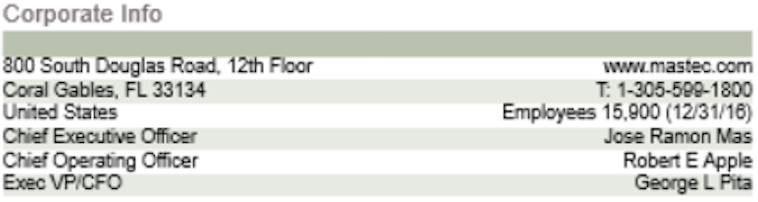 Corporate Info
800 South Douglas Road, 12th Floor www.mastec.com
Coral Gables, FL 33134 T: 1-305-599-1800
United States Employees 15,900 (12/31/16)
Chief Executive Officer Jose Ramon Mas
Chief Operating Officer Robert E Apple
Exec VP/CFO George L Pita